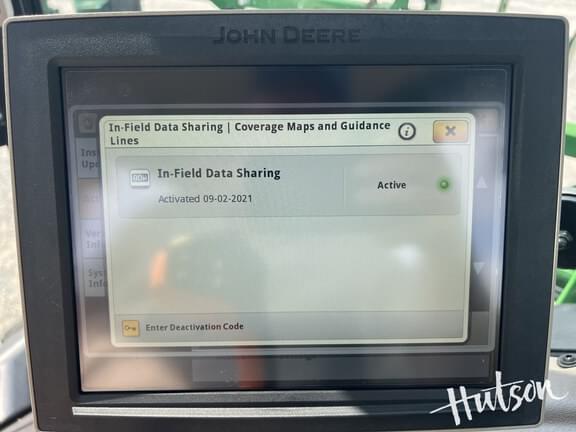 JOHN DEERE
In-Field Data Sharing | Coverage Maps and Guidance
Lines
In-Field Data Sharing
Active
Activated 09-02-2021
Enter Deactivation Code
Hutson